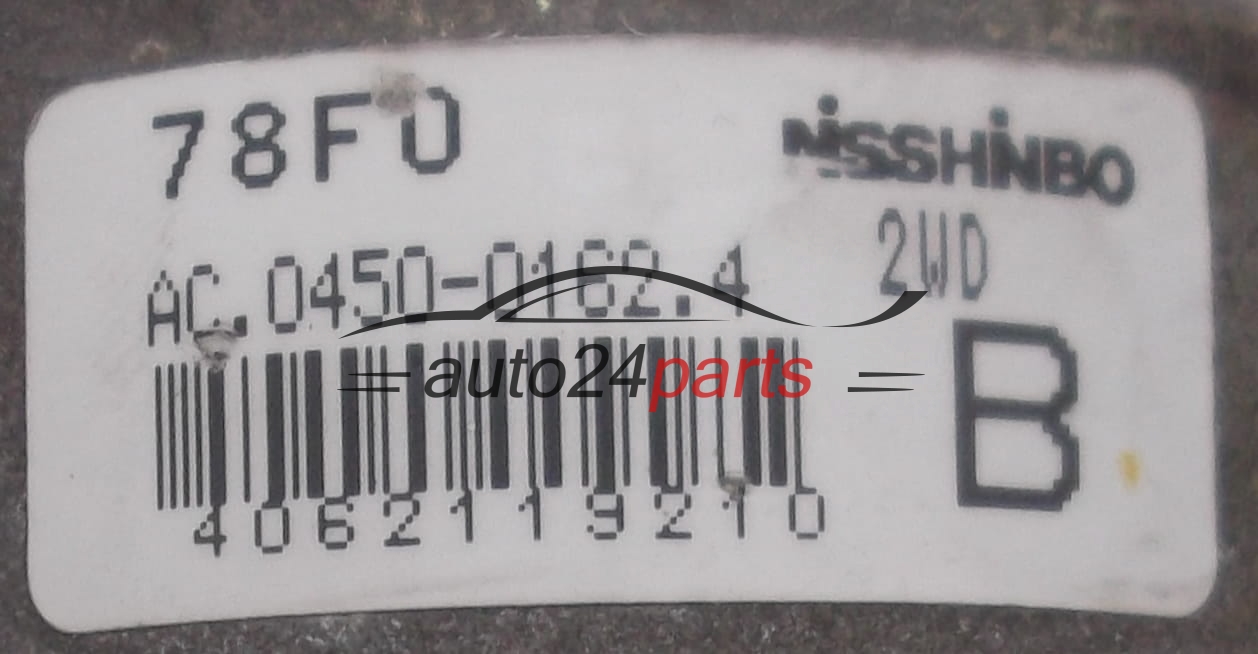 78F0
NISSHINBO
2WD
AC.0450-0162.4
B
auto24parts
4062119210